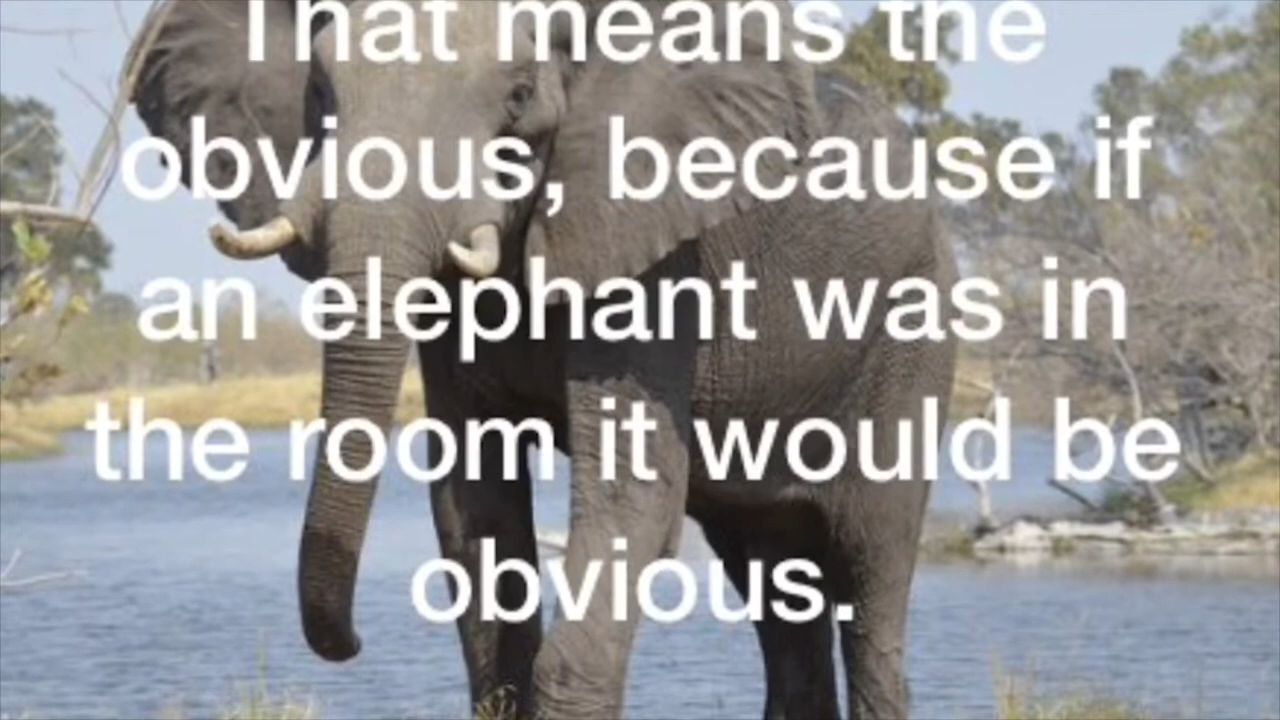 That means the
obvious, because if
an elephant was in
the room it would be
obvious.